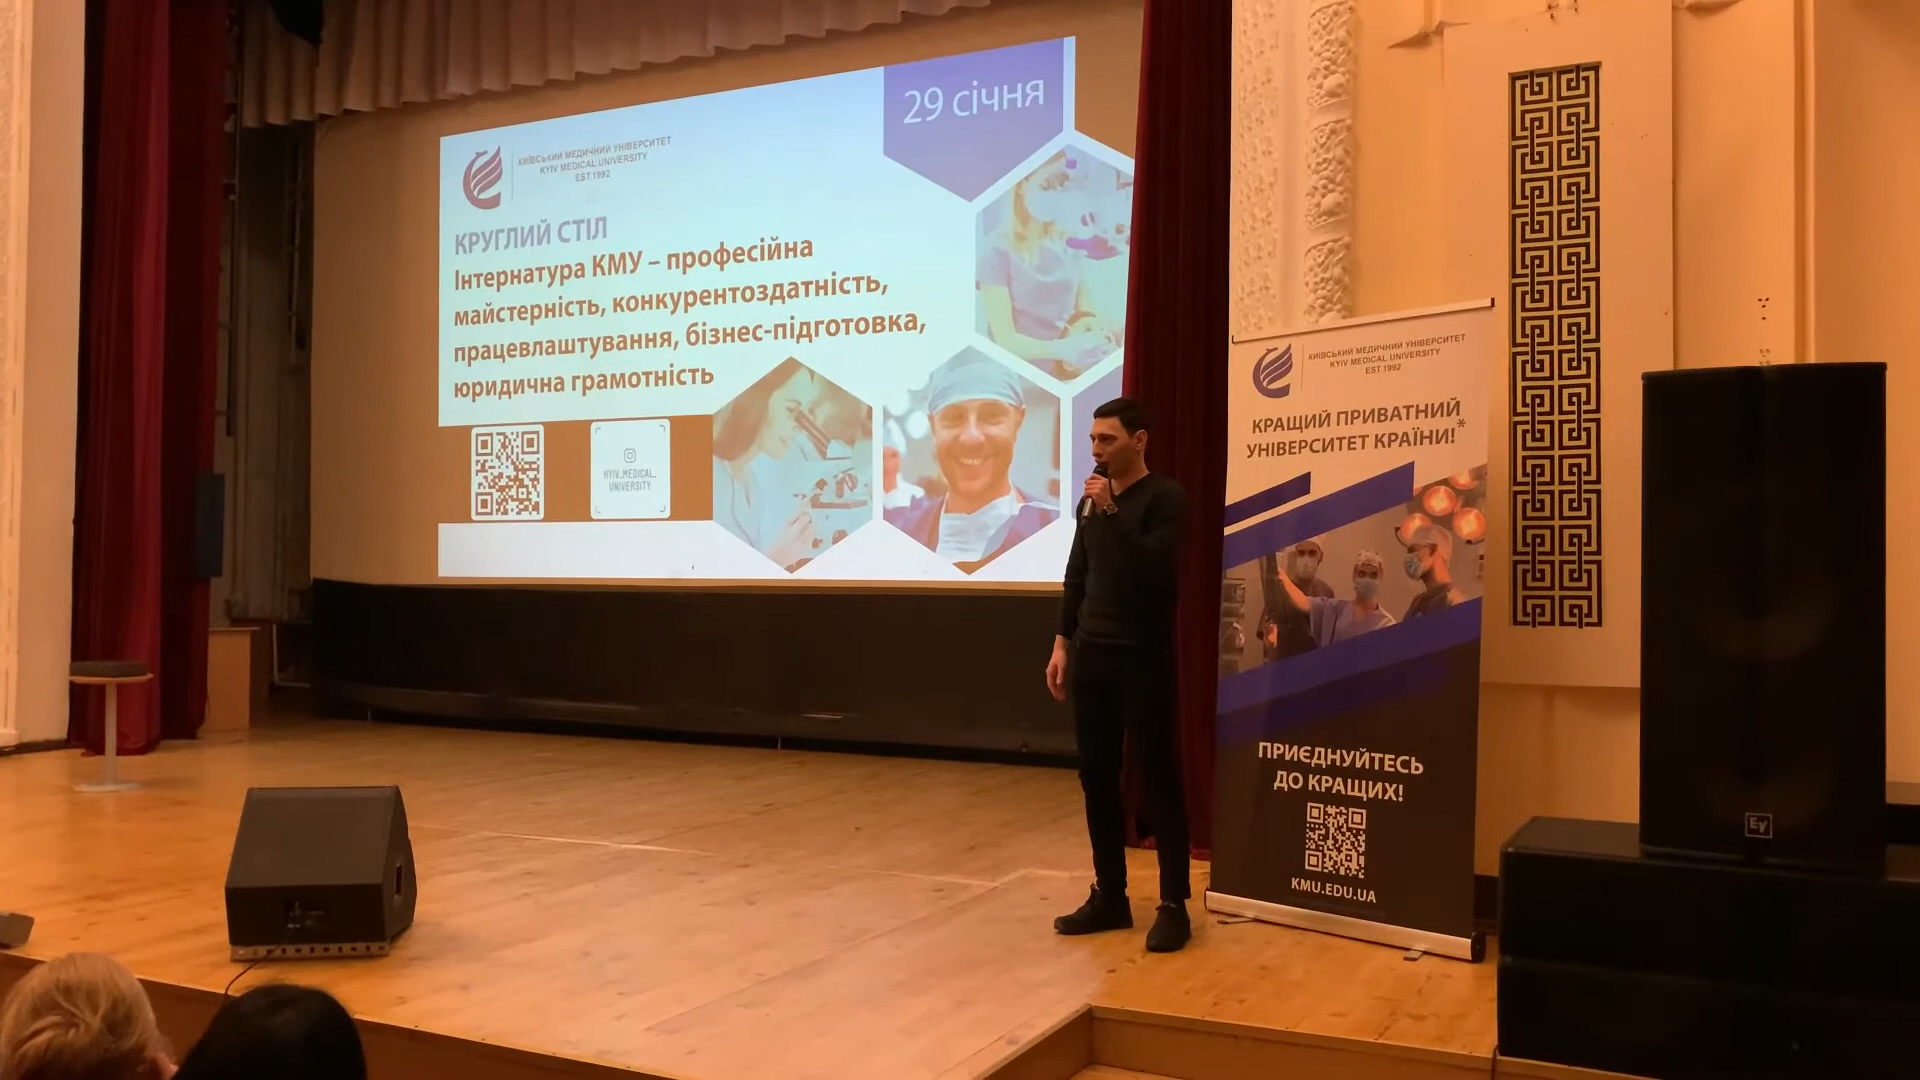 29 січня
КИЇВСЬКИЙ МЕДИЧНИЙ УНІВЕРСИТЕТ
KYIV MEDICAL UNIVERSITY
EST 1992
КРУГЛИЙ СТІЛ
Інтернатура КМУ – професійна
майстерність, конкурентоздатність,
працевлаштування, бізнес-підготовка,
юридична грамотність
KYIV_MEDICAL_
UNIVERSITY
КИЇВСЬКИЙ МЕДИЧНИЙ УНІВЕРСИТЕТ
KYIV MEDICAL UNIVERSITY
EST 1992
КРАЩИЙ ПРИВАТНИЙ
УНІВЕРСИТЕТ КРАЇНИ!*
ПРИЄДНУЙТЕСЬ
ДО КРАЩИХ!
KMU.EDU.UA
EV